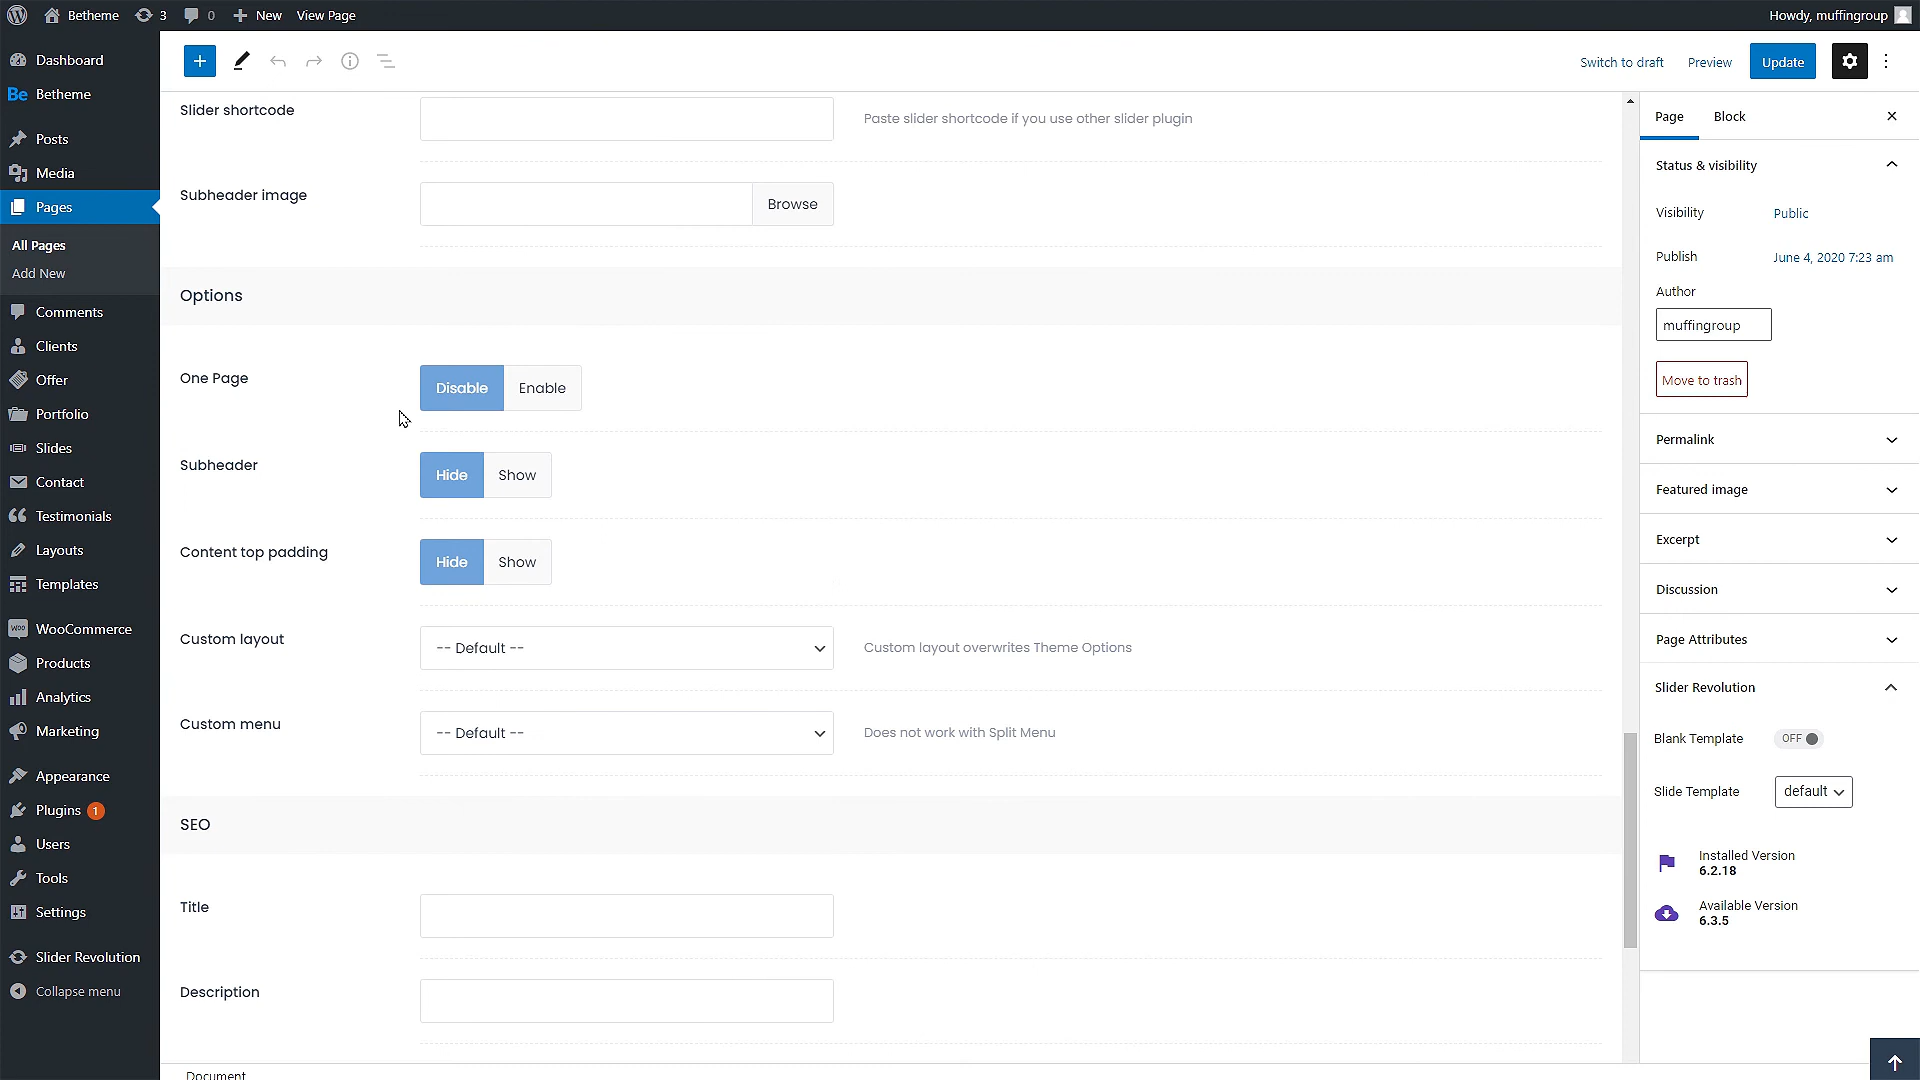 Betheme 3 0 New View Page Howdy, muffingroup
Dashboard
Be Betheme
Posts
Media
Pages
All Pages
Add New
Comments
Clients
Offer
Portfolio
Slides
Contact
Testimonials
Layouts
Templates
WooCommerce
Products
Analytics
Marketing
Appearance
Plugins 1
Users
Tools
Settings
Slider Revolution
Collapse menu
Switch to draft Preview Update
Slider shortcode Paste slider shortcode if you use other slider plugin
Subheader image Browse
Options
One Page Disable Enable
Subheader Hide Show
Content top padding Hide Show
Custom layout -- Default -- Custom layout overwrites Theme Options
Custom menu -- Default -- Does not work with Split Menu
SEO
Title
Description
Document
Page Block
Status & visibility
Visibility Public
Publish June 4, 2020 7:23 am
Author
muffingroup
Move to trash
Permalink
Featured image
Excerpt
Discussion
Page Attributes
Slider Revolution
Blank Template OFF
Slide Template default
Installed Version
6.2.18
Available Version
6.3.5